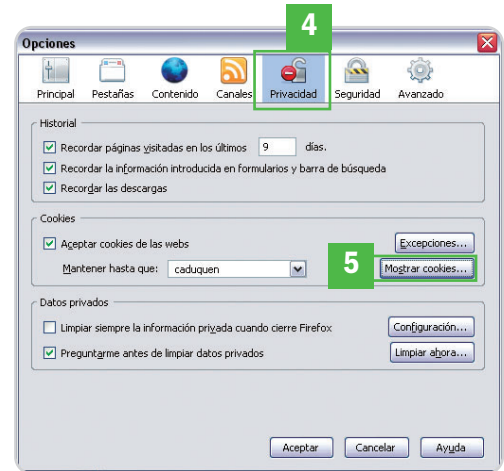 4
Opciones
Principal Pestañas Contenido Canales Privacidad Seguridad Avanzado
Historial
Recordar páginas visitadas en los últimos 9 días.
Recordar la información introducida en formularios y barra de búsqueda
Recordar las descargas
Cookies
Aceptar cookies de las webs Excepciones...
Mantener hasta que: caduquen 5 Mostrar cookies...
Datos privados
Limpiar siempre la información privada cuando cierre Firefox Configuración...
Preguntarme antes de limpiar datos privados Limpiar ahora...
Aceptar Cancelar Ayuda